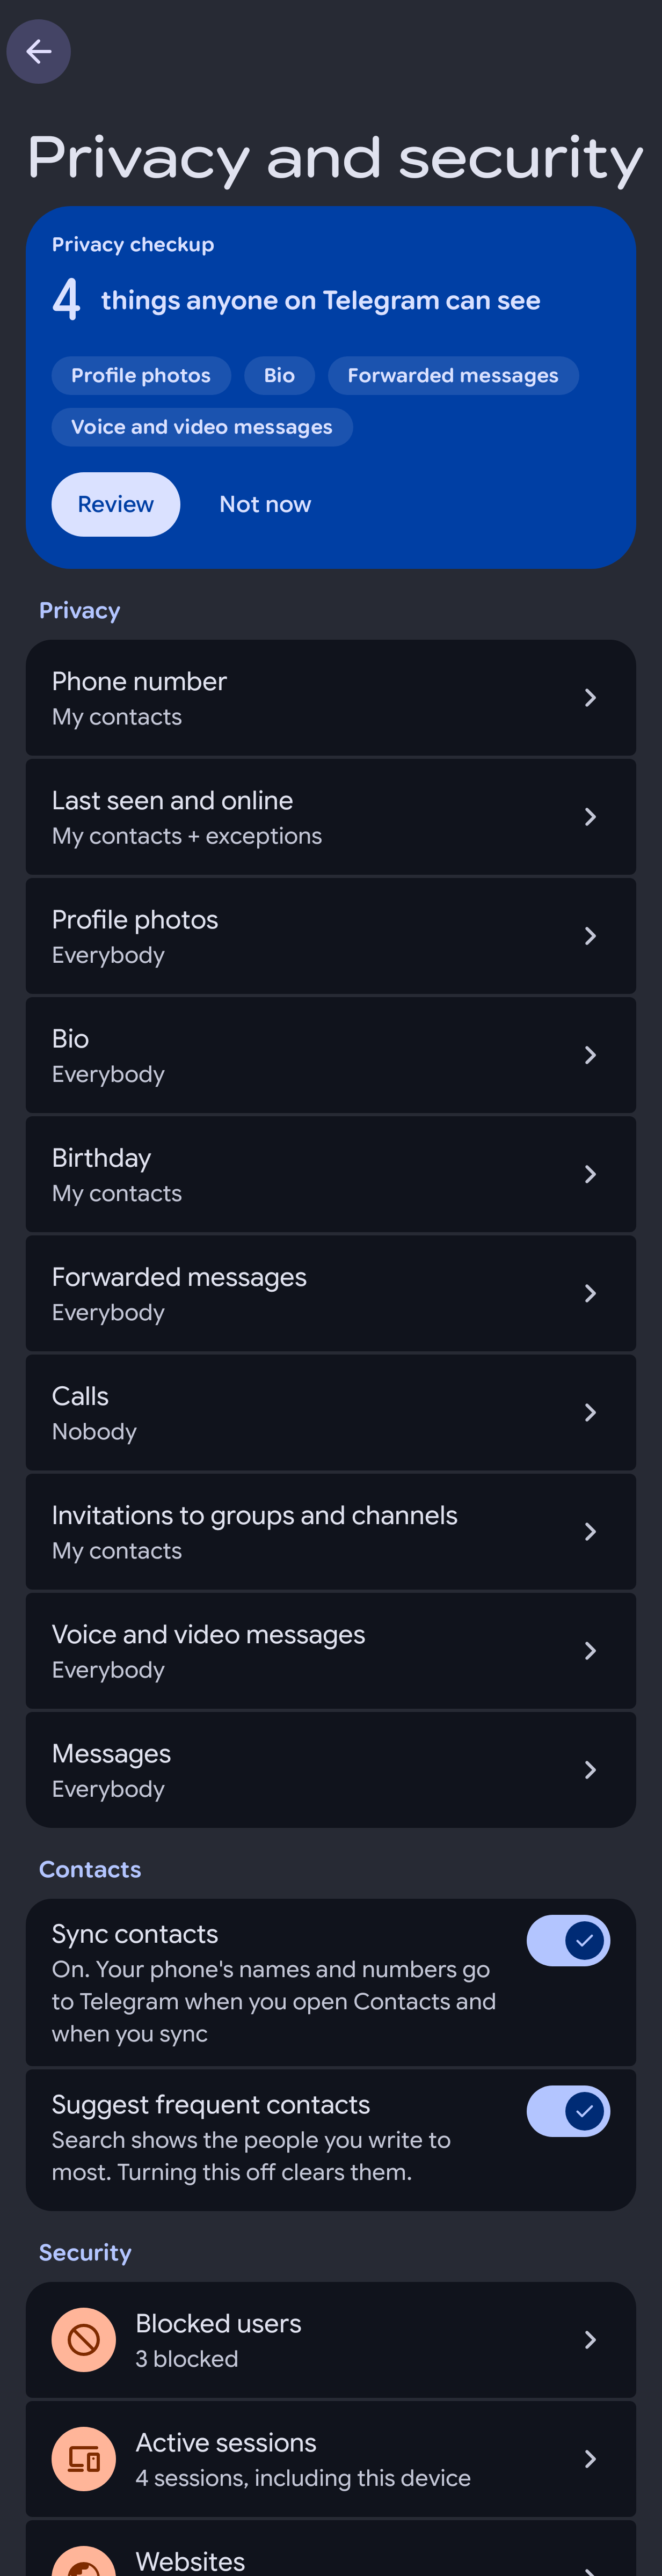 Privacy and security
Privacy checkup
4 things anyone on Telegram can see
Profile photos
Bio
Forwarded messages
Voice and video messages
Review
Not now
Privacy
Phone number
My contacts
Last seen and online
My contacts + exceptions
Profile photos
Everybody
Bio
Everybody
Birthday
My contacts
Forwarded messages
Everybody
Calls
Nobody
Invitations to groups and channels
My contacts
Voice and video messages
Everybody
Messages
Everybody
Contacts
Sync contacts
On. Your phone's names and numbers go
to Telegram when you open Contacts and
when you sync
Suggest frequent contacts
Search shows the people you write to
most. Turning this off clears them.
Security
Blocked users
3 blocked
Active sessions
4 sessions, including this device
Websites